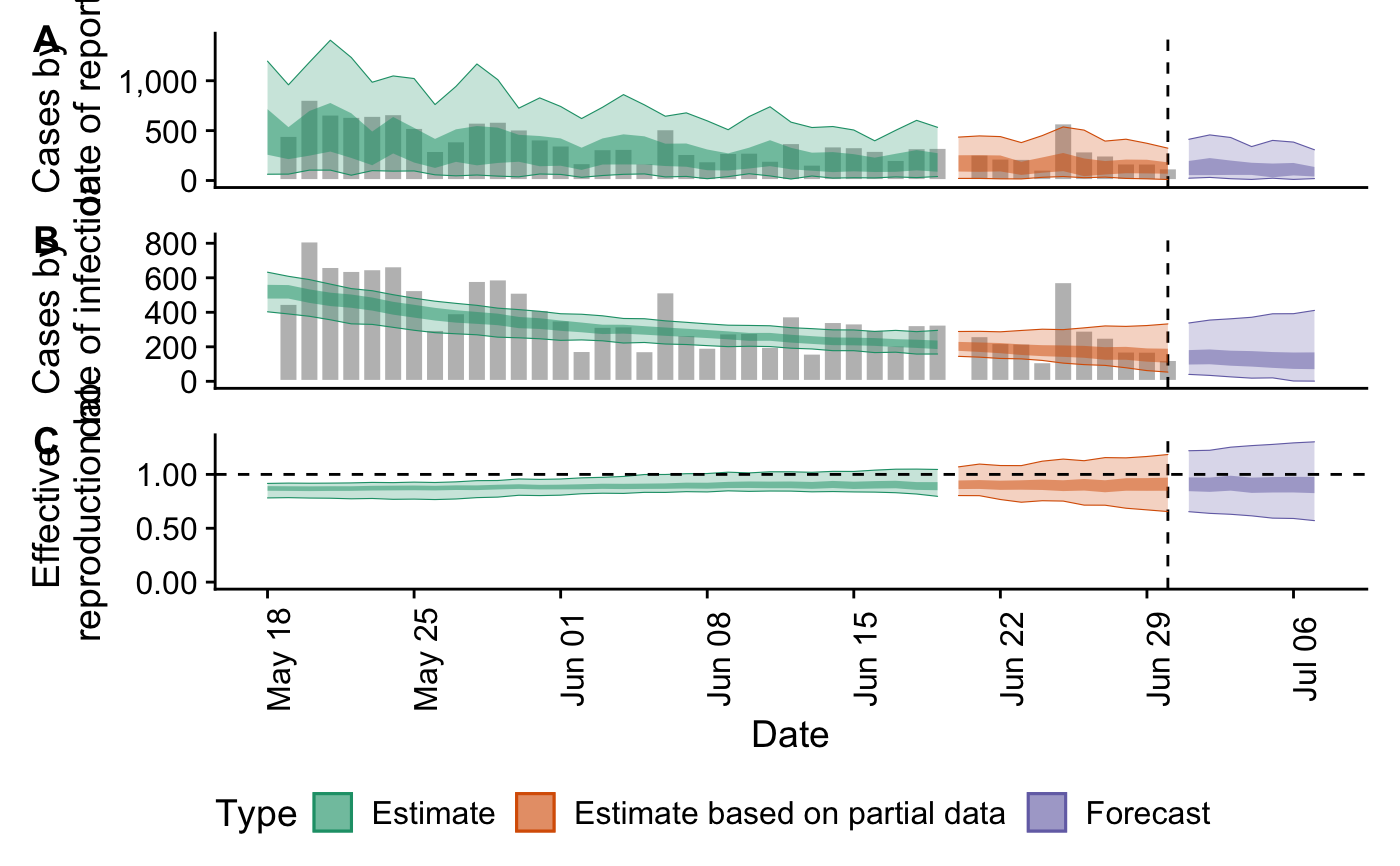 A
Cases by
date of report
1,000
500
0
B
Cases by
date of infection
800
600
400
200
0
C
Effective
reproduction no.
1.00
0.50
0.00
May 18
May 25
Jun 01
Jun 08
Jun 15
Jun 22
Jun 29
Jul 06
Date
Type Estimate Estimate based on partial data Forecast